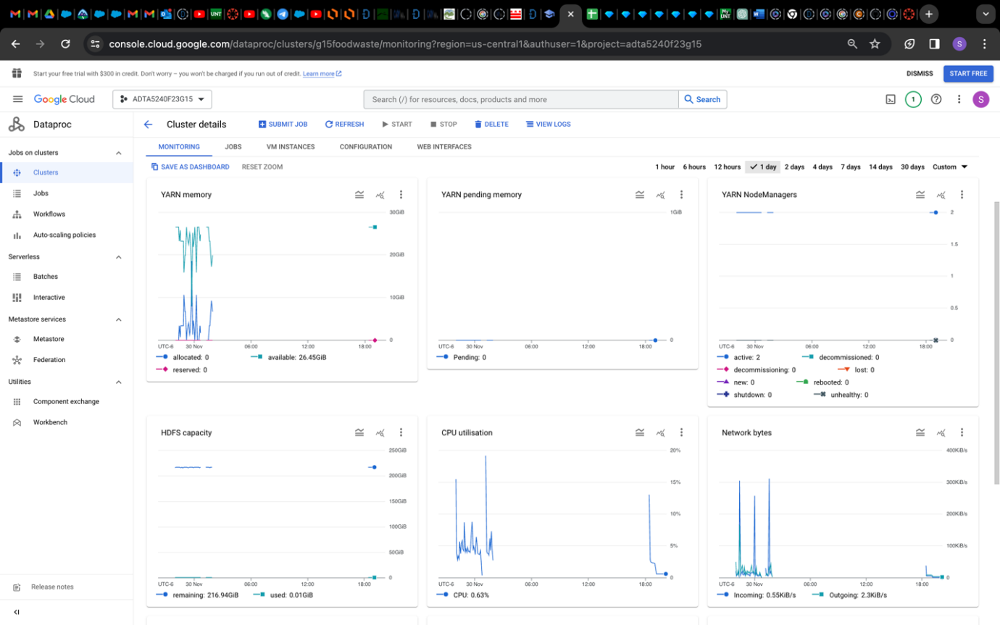 console.cloud.google.com/dataproc/clusters/g15foodwaste/monitoring?region=us-central1&authuser=1&project=adta5240f23g15
S
Start your free trial with $300 in credit. Don't worry – you won't be charged if you run out of credit. Learn more
DISMISS
START FREE
Google Cloud
ADTA5240F23G15
Search (/) for resources, docs, products and more
Search
1
S
Dataproc
Cluster details
SUBMIT JOB
REFRESH
START
STOP
DELETE
VIEW LOGS
Jobs on clusters
Clusters
Jobs
Workflows
Auto-scaling policies
Serverless
Batches
Interactive
Metastore services
Metastore
Federation
Utilities
Component exchange
Workbench
Release notes
MONITORING
JOBS
VM INSTANCES
CONFIGURATION
WEB INTERFACES
SAVE AS DASHBOARD
RESET ZOOM
1 hour
6 hours
12 hours
1 day
2 days
4 days
7 days
14 days
30 days
Custom
YARN memory
30GiB
20GiB
10GiB
0
UTC-6 30 Nov 06:00 12:00 18:00
allocated: 0
available: 26.45GiB
reserved: 0
YARN pending memory
1GiB
0
UTC-6 30 Nov 06:00 12:00 18:00
Pending: 0
YARN NodeManagers
2
1.5
1
0.5
0
UTC-6 30 Nov 06:00 12:00 18:00
active: 2
decommissioned: 0
decommissioning: 0
lost: 0
new: 0
rebooted: 0
shutdown: 0
unhealthy: 0
HDFS capacity
250GiB
200GiB
150GiB
100GiB
50GiB
0
UTC-6 30 Nov 06:00 12:00 18:00
remaining: 216.94GiB
used: 0.01GiB
CPU utilisation
20%
15%
10%
5%
0
UTC-6 30 Nov 06:00 12:00 18:00
CPU: 0.63%
Network bytes
400KiB/s
300KiB/s
200KiB/s
100KiB/s
0
UTC-6 30 Nov 06:00 12:00 18:00
Incoming: 0.55KiB/s
Outgoing: 2.3KiB/s